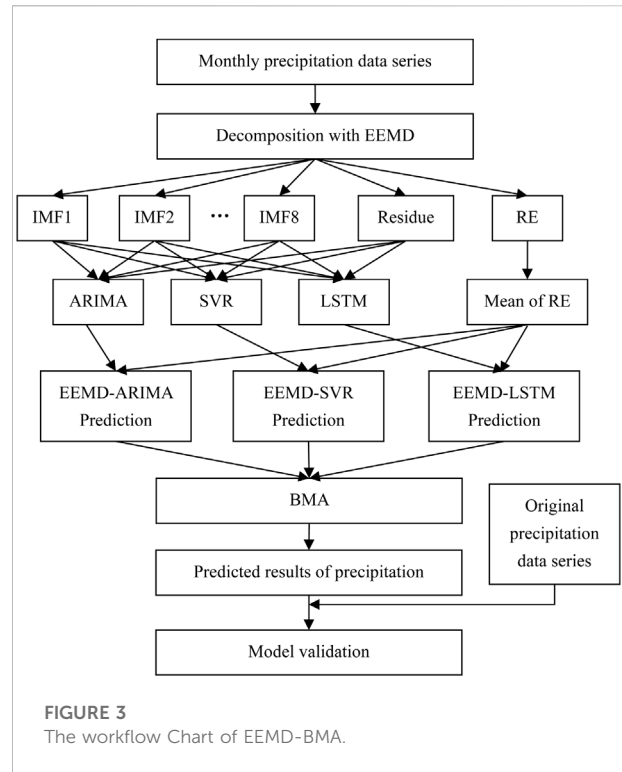 Monthly precipitation data series
Decomposition with EEMD
IMF1 IMF2 ... IMF8 Residue RE
ARIMA SVR LSTM Mean of RE
EEMD-ARIMA
Prediction
EEMD-SVR
Prediction
EEMD-LSTM
Prediction
BMA
Original
precipitation
data series
Predicted results of precipitation
Model validation
FIGURE 3
The workflow Chart of EEMD-BMA.